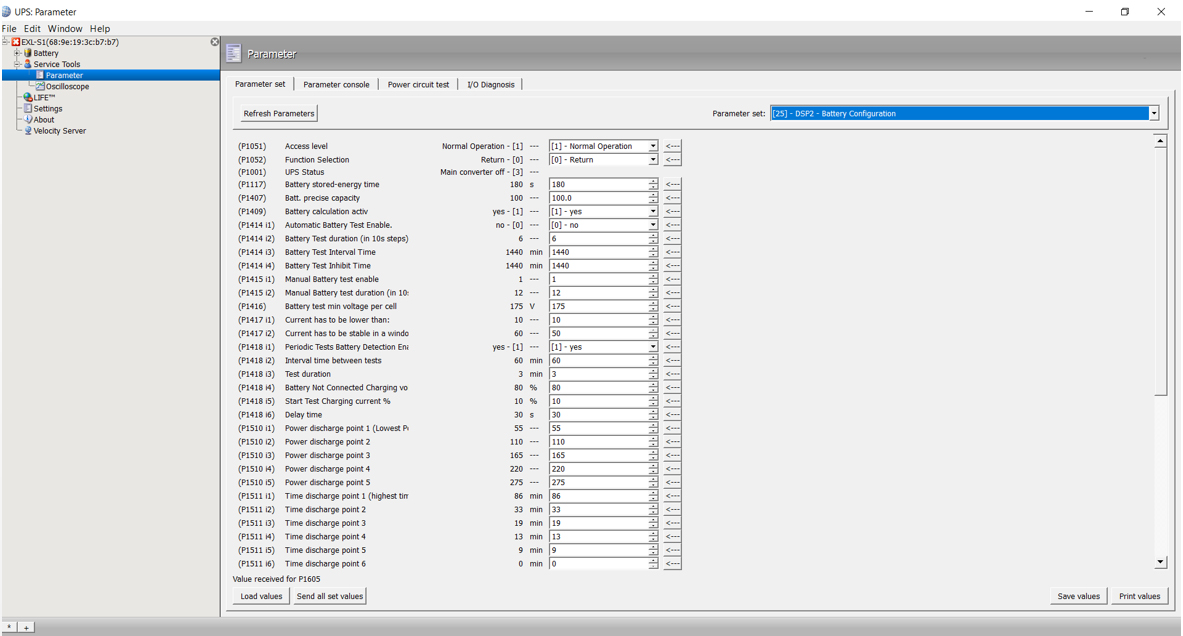 UPS: Parameter
File Edit Window Help
EXL-S1(68:9e:19:3c:b7:b7)
Battery
Service Tools
Parameter
Oscilloscope
LIFE™
Settings
About
Velocity Server
Parameter
Parameter set Parameter console Power circuit test I/O Diagnosis
Refresh Parameters Parameter set: [25] - DSP2 - Battery Configuration
(P1051) Access level Normal Operation - [1] --- [1] - Normal Operation <---
(P1052) Function Selection Return - [0] --- [0] - Return <---
(P1001) UPS Status Main converter off - [3] ---
(P1117) Battery stored-energy time 180 s 180 <---
(P1407) Batt. precise capacity 100 --- 100.0 <---
(P1409) Battery calculation activ yes - [1] --- [1] - yes <---
(P1414 i1) Automatic Battery Test Enable. no - [0] --- [0] - no <---
(P1414 i2) Battery Test duration (in 10s steps) 6 --- 6 <---
(P1414 i3) Battery Test Interval Time 1440 min 1440 <---
(P1414 i4) Battery Test Inhibit Time 1440 min 1440 <---
(P1415 i1) Manual Battery test enable 1 --- 1 <---
(P1415 i2) Manual Battery test duration (in 10: 12 --- 12 <---
(P1416) Battery test min voltage per cell 175 V 175 <---
(P1417 i1) Current has to be lower than: 10 --- 10 <---
(P1417 i2) Current has to be stable in a windo 60 --- 50 <---
(P1418 i1) Periodic Tests Battery Detection Ena yes - [1] --- [1] - yes <---
(P1418 i2) Interval time between tests 60 min 60 <---
(P1418 i3) Test duration 3 min 3 <---
(P1418 i4) Battery Not Connected Charging vo 80 % 80 <---
(P1418 i5) Start Test Charging current % 10 % 10 <---
(P1418 i6) Delay time 30 s 30 <---
(P1510 i1) Power discharge point 1 (Lowest P 55 --- 55 <---
(P1510 i2) Power discharge point 2 110 --- 110 <---
(P1510 i3) Power discharge point 3 165 --- 165 <---
(P1510 i4) Power discharge point 4 220 --- 220 <---
(P1510 i5) Power discharge point 5 275 --- 275 <---
(P1511 i1) Time discharge point 1 (highest tim 86 min 86 <---
(P1511 i2) Time discharge point 2 33 min 33 <---
(P1511 i3) Time discharge point 3 19 min 19 <---
(P1511 i4) Time discharge point 4 13 min 13 <---
(P1511 i5) Time discharge point 5 9 min 9 <---
(P1511 i6) Time discharge point 6 0 min 0 <---
Value received for P1605
Load values Send all set values Save values Print values
* +